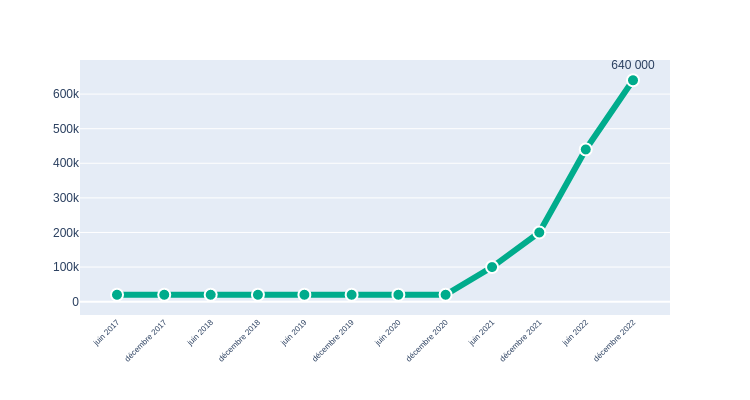 640 000
600k
500k
400k
300k
200k
100k
0
juin 2017
décembre 2017
juin 2018
décembre 2018
juin 2019
décembre 2019
juin 2020
décembre 2020
juin 2021
décembre 2021
juin 2022
décembre 2022